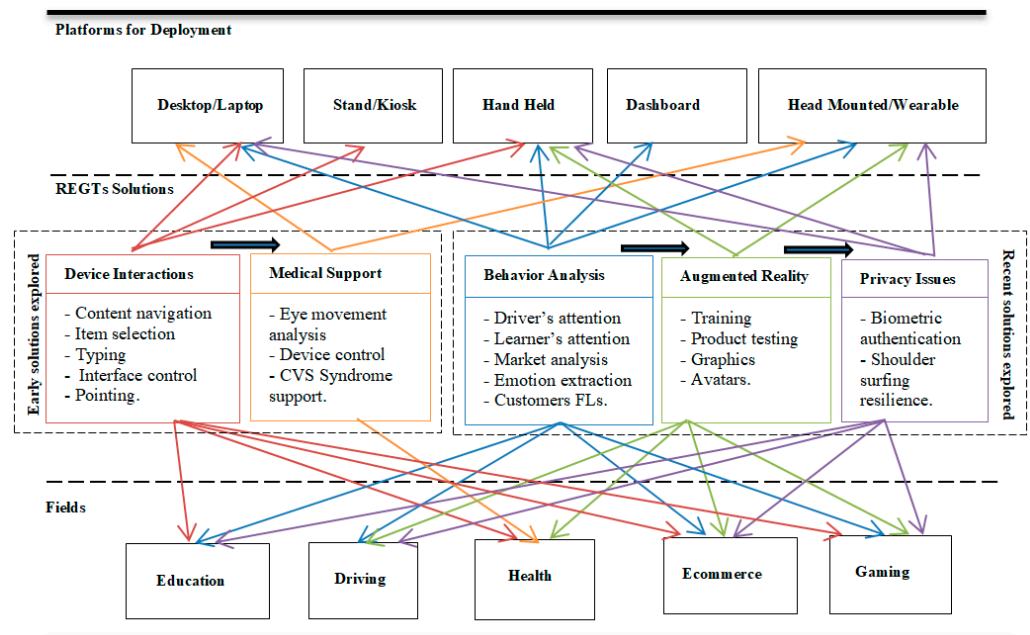 Platforms for Deployment
Desktop/Laptop
Stand/Kiosk
Hand Held
Dashboard
Head Mounted/Wearable
REGTs Solutions
Early solutions explored
Device Interactions
- Content navigation
- Item selection
- Typing
- Interface control
- Pointing.
Medical Support
- Eye movement
analysis
- Device control
- CVS Syndrome
support.
Behavior Analysis
- Driver's attention
- Learner's attention
- Market analysis
- Emotion extraction
- Customers FLs.
Augmented Reality
- Training
- Product testing
- Graphics
- Avatars.
Privacy Issues
- Biometric
authentication
- Shoulder
surfing
resilience.
Recent solutions explored
Fields
Education
Driving
Health
Ecommerce
Gaming